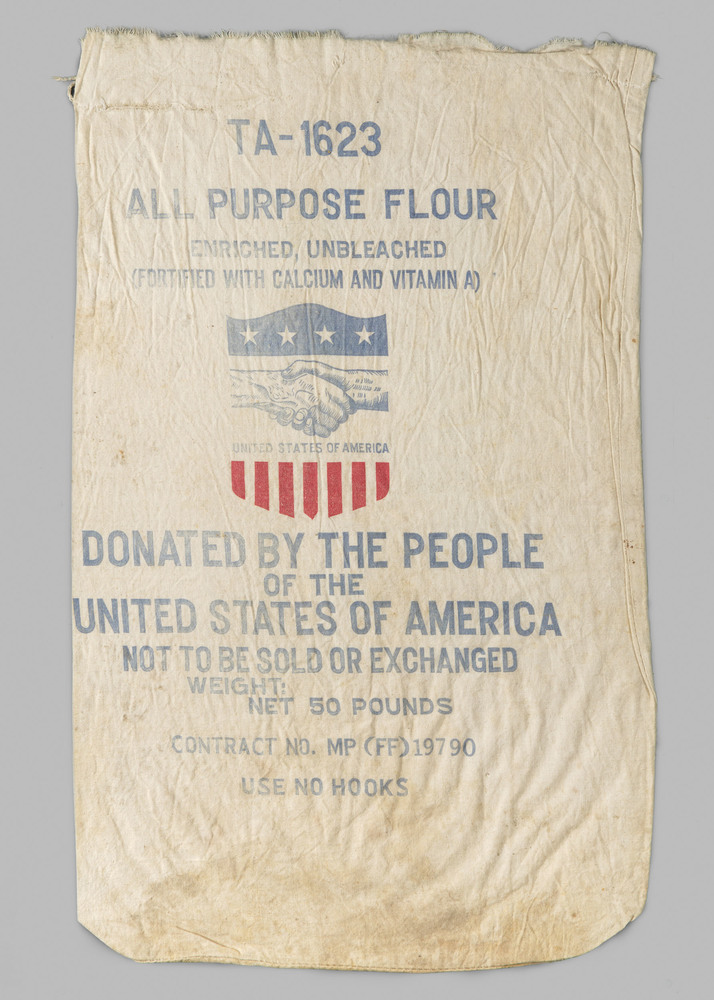 TA-1623
ALL PURPOSE FLOUR
ENRICHED, UNBLEACHED
(FORTIFIED WITH CALCIUM AND VITAMIN A)
UNITED STATES OF AMERICA
DONATED BY THE PEOPLE
OF THE
UNITED STATES OF AMERICA
NOT TO BE SOLD OR EXCHANGED
WEIGHT:
NET 50 POUNDS
CONTRACT NO. MP (FF) 19790
USE NO HOOKS